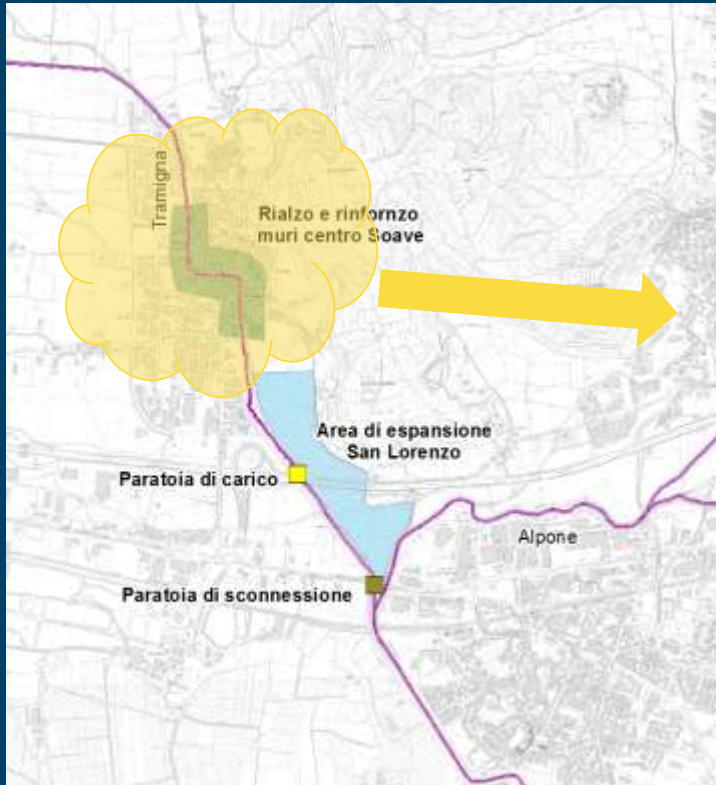 Tramigna
Rialzo e rinfornzo
muri centro Soave
Area di espansione
San Lorenzo
Paratoia di carico
Alpone
Paratoia di sconnessione